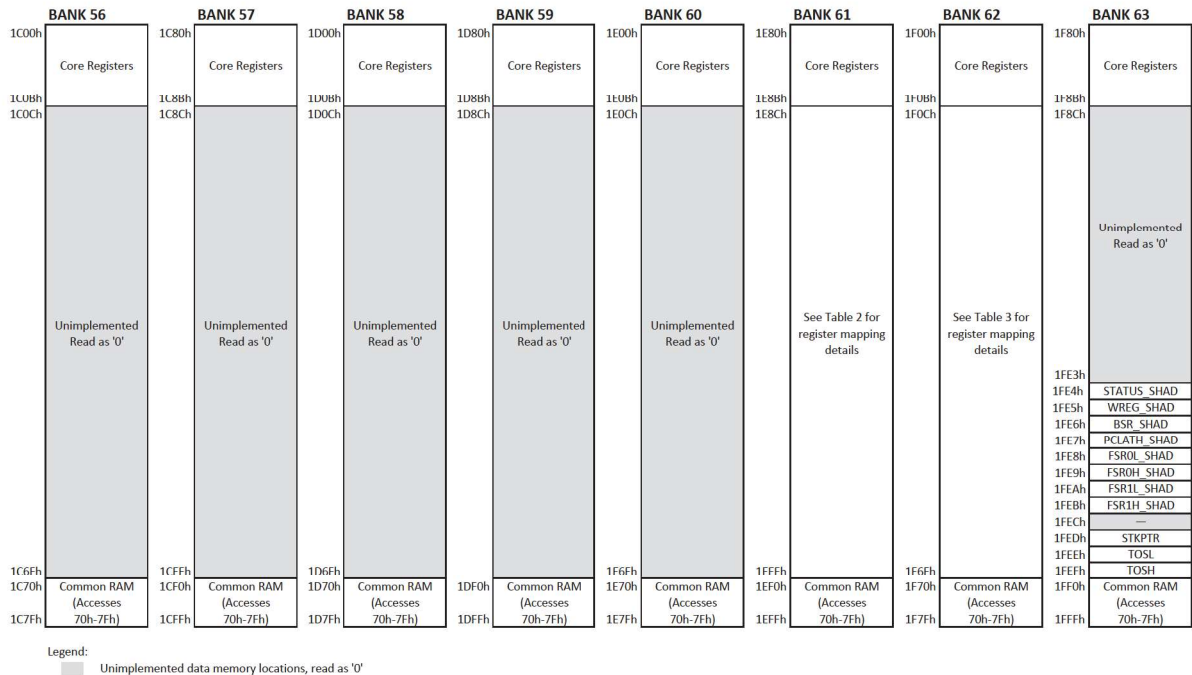 BANK 56
1C00h
Core Registers
1C0Bh
1C0Ch
Unimplemented
Read as '0'
1C6Fh
1C70h
Common RAM
(Accesses
1C7Fh
70h-7Fh)
BANK 57
1C80h
Core Registers
1C8Bh
1C8Ch
Unimplemented
Read as '0'
1CEFh
1CF0h
Common RAM
(Accesses
1CFFh
70h-7Fh)
BANK 58
1D00h
Core Registers
1D0Bh
1D0Ch
Unimplemented
Read as '0'
1D6Fh
1D70h
Common RAM
(Accesses
1D7Fh
70h-7Fh)
BANK 59
1D80h
Core Registers
1D8Bh
1D8Ch
Unimplemented
Read as '0'
1DF0h
Common RAM
(Accesses
1DFFh
70h-7Fh)
BANK 60
1E00h
Core Registers
1E0Bh
1E0Ch
Unimplemented
Read as '0'
1E6Fh
1E70h
Common RAM
(Accesses
1E7Fh
70h-7Fh)
BANK 61
1E80h
Core Registers
1E8Bh
1E8Ch
See Table 2 for
register mapping
details
1EEFh
1EF0h
Common RAM
(Accesses
1EFFh
70h-7Fh)
BANK 62
1F00h
Core Registers
1F0Bh
1F0Ch
See Table 3 for
register mapping
details
1F6Fh
1F70h
Common RAM
(Accesses
1F7Fh
70h-7Fh)
BANK 63
1F80h
Core Registers
1F8Bh
1F8Ch
Unimplemented
Read as '0'
1FE3h
1FE4h STATUS_SHAD
1FE5h WREG_SHAD
1FE6h BSR_SHAD
1FE7h PCLATH_SHAD
1FE8h FSR0L_SHAD
1FE9h FSR0H_SHAD
1FEAh FSR1L_SHAD
1FEBh FSR1H_SHAD
1FECh —
1FEDh STKPTR
1FEEh TOSL
1FEFh TOSH
1FF0h
Common RAM
(Accesses
1FFFh
70h-7Fh)
Legend:
Unimplemented data memory locations, read as '0'